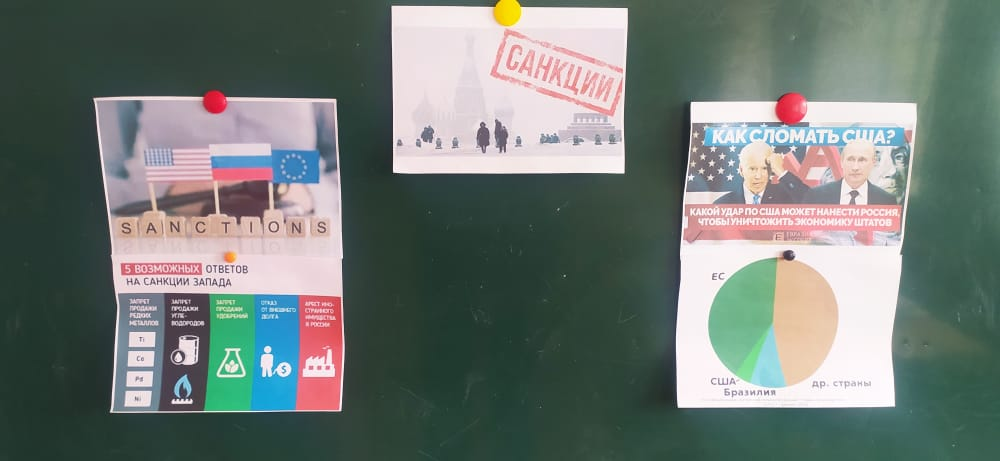 САНКЦИИ
SANCTIONS
5 ВОЗМОЖНЫХ ОТВЕТОВ
НА САНКЦИИ ЗАПАДА
ЗАПРЕТ
ПРОДАЖИ
РЕДКИХ
МЕТАЛЛОВ
Ti
Co
Pd
Ni
ЗАПРЕТ
ПРОДАЖИ
УГЛЕ-
ВОДОРОДОВ
ЗАПРЕТ
ПРОДАЖИ
УДОБРЕНИЙ
ОТКАЗ
ОТ ВНЕШНЕГО
ДОЛГА
$
АРЕСТ ИНО-
СТРАННОГО
ИМУЩЕСТВА
В РОССИИ
КАК СЛОМАТЬ США?
КАКОЙ УДАР ПО США МОЖЕТ НАНЕСТИ РОССИЯ,
ЧТОБЫ УНИЧТОЖИТЬ ЭКОНОМИКУ ШТАТОВ
ЕС
США
Бразилия
др. страны